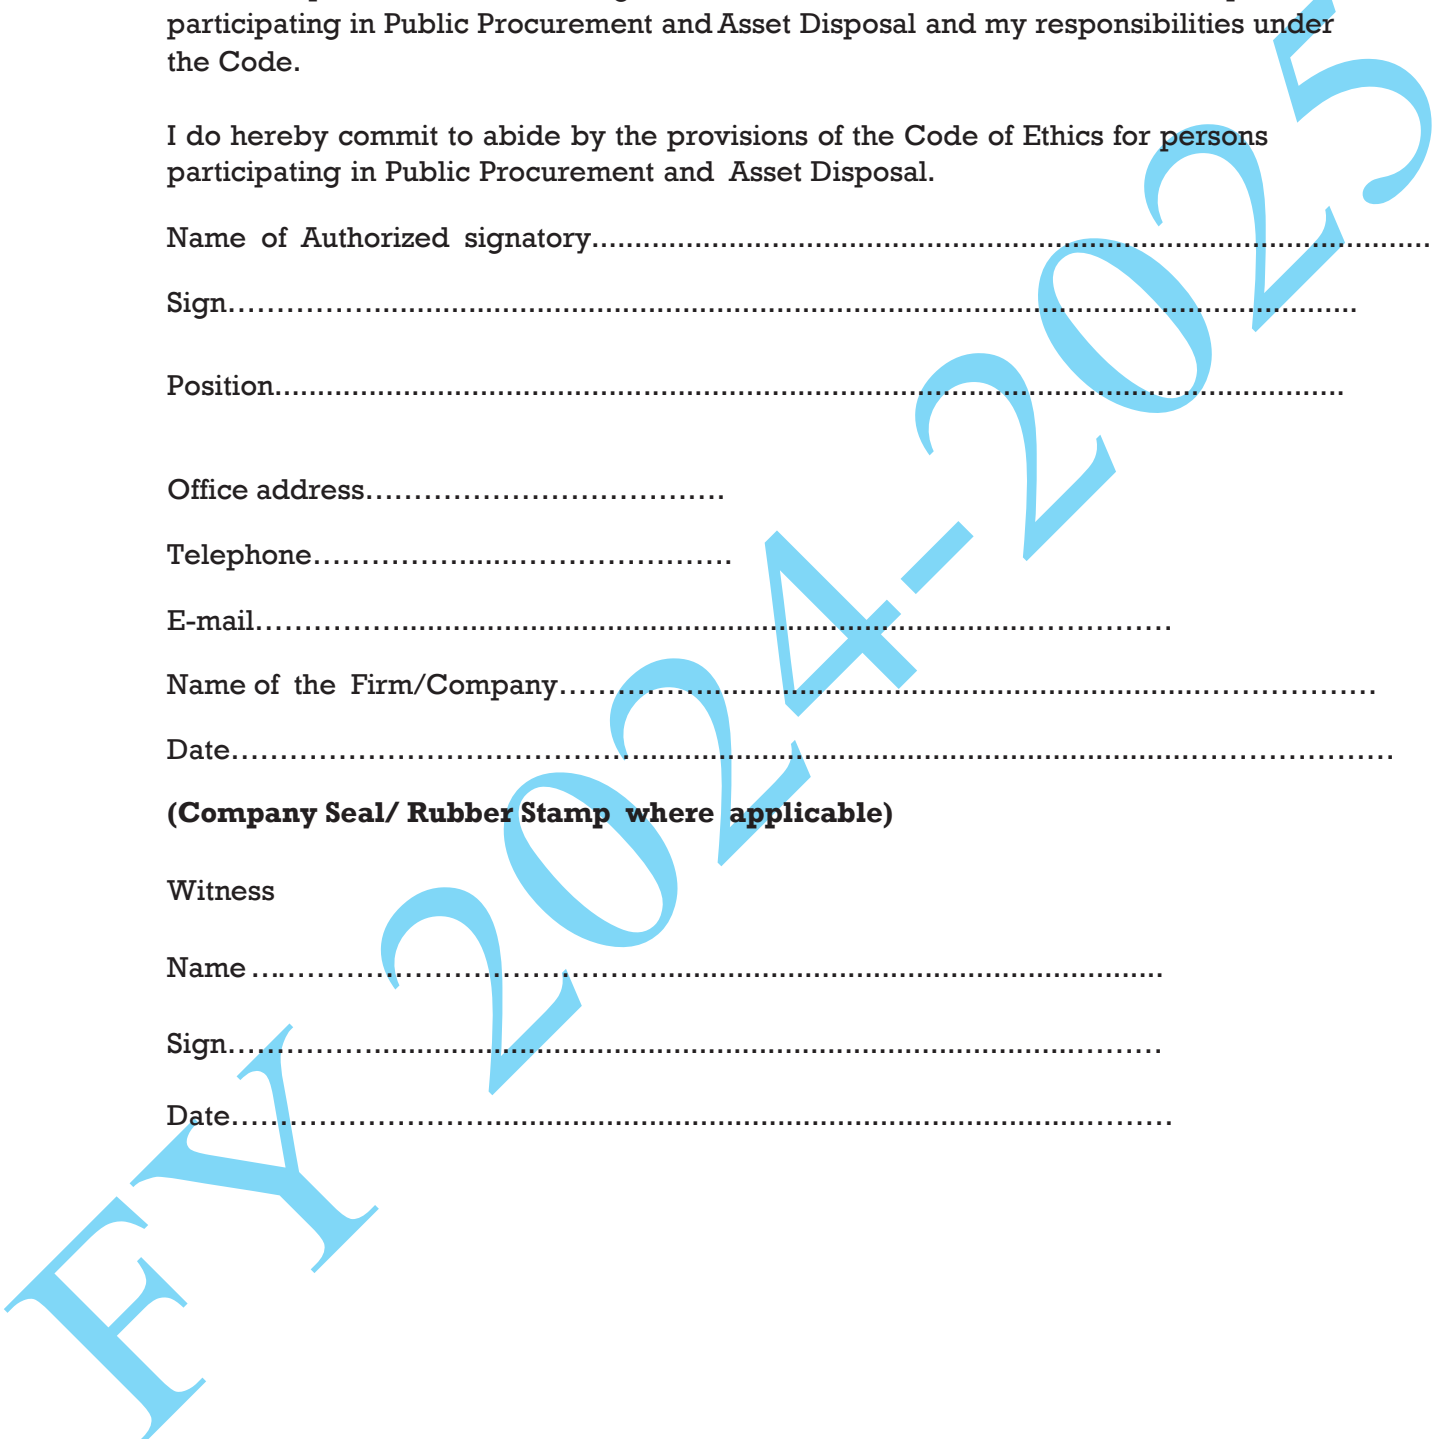 participating in Public Procurement and Asset Disposal and my responsibilities under
the Code.
I do hereby commit to abide by the provisions of the Code of Ethics for persons
participating in Public Procurement and Asset Disposal.
Name of Authorized signatory..........................................................................................
Sign……………...........................................................................................................
Position......................................................................................................................
Office address……………………………….
Telephone……………......………………….
E-mail……………..................................................................……………
Name of the Firm/Company……………..............................................................………………
Date…………………………………….............................................................…………………
(Company Seal/ Rubber Stamp where applicable)
Witness
Name …………………………………….......................................................
Sign……………...........................................................................………
Date……………………….................................................................………
FY 2024-2025